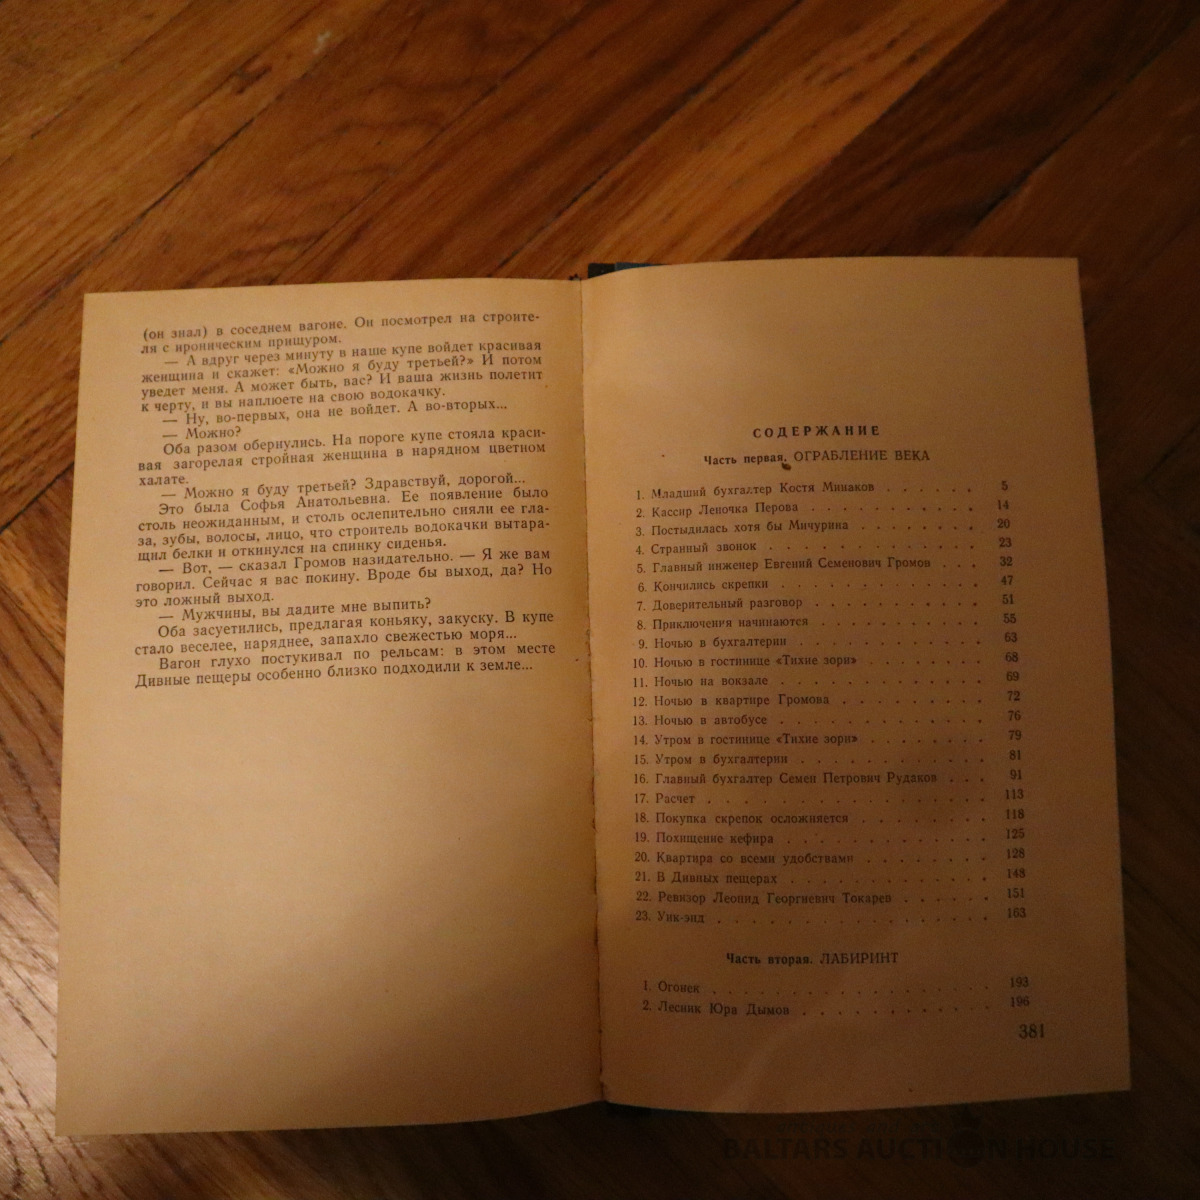 (он знал) в соседнем вагоне. Он посмотрел на строите-
ля с ироническим прищуром.
— А вдруг через минуту в наше купе войдет красивая
женщина и скажет: «Можно я буду третьей?» И потом
уведет меня. А может быть, вас? И ваша жизнь полетит
к черту, и вы наплюете на свою водокачку.
— Ну, во-первых, она не войдет. А во-вторых...
— Можно?
Оба разом обернулись. На пороге купе стояла краси-
вая загорелая стройная женщина в нарядном цветном
халате.
— Можно я буду третьей? Здравствуй, дорогой...
Это была Софья Анатольевна. Ее появление было
столь неожиданным, и столь ослепительно сияли ее гла-
за, зубы, волосы, лицо, что строитель водокачки вытара-
щил белки и откинулся на спинку сиденья.
— Вот, — сказал Громов назидательно. — Я же вам
говорил. Сейчас я вас покину. Вроде бы выход, да? Но
это ложный выход.
— Мужчины, вы дадите мне выпить?
Оба засуетились, предлагая коньяку, закуску. В купе
стало веселее, наряднее, запахло свежестью моря...
Вагон глухо постукивал по рельсам: в этом месте
Дивные пещеры особенно близко подходили к земле...
СОДЕРЖАНИЕ
Часть первая. ОГРАБЛЕНИЕ ВЕКА
1. Младший бухгалтер Костя Минаков . . . . . . 5
2. Кассир Леночка Перова . . . . . . . . . . 14
3. Постыдилась хотя бы Мичурина . . . . . . . 20
4. Странный звонок . . . . . . . . . . . . 23
5. Главный инженер Евгений Семенович Громов . . . 32
6. Кончились скрепки . . . . . . . . . . . . 47
7. Доверительный разговор . . . . . . . . . . 51
8. Приключения начинаются . . . . . . . . . . 55
9. Ночью в бухгалтерии . . . . . . . . . . . 63
10. Ночью в гостинице «Тихие зори» . . . . . . . 68
11. Ночью на вокзале . . . . . . . . . . . . 69
12. Ночью в квартире Громова . . . . . . . . . 72
13. Ночью в автобусе . . . . . . . . . . . . 76
14. Утром в гостинице «Тихие зори» . . . . . . . 79
15. Утром в бухгалтерии . . . . . . . . . . . 81
16. Главный бухгалтер Семен Петрович Рудаков . . . 91
17. Расчет . . . . . . . . . . . . . . . . 113
18. Покупка скрепок осложняется . . . . . . . . 118
19. Похищение кефира . . . . . . . . . . . . 125
20. Квартира со всеми удобствами . . . . . . . . 128
21. В Дивных пещерах . . . . . . . . . . . . 148
22. Ревизор Леонид Георгиевич Токарев . . . . . . 151
23. Уик-энд . . . . . . . . . . . . . . . . 163
Часть вторая. ЛАБИРИНТ
1. Огонек . . . . . . . . . . . . . . . . 193
2. Лесник Юра Дымов . . . . . . . . . . . . 196
381
BALTARS AUCTION HOUSE